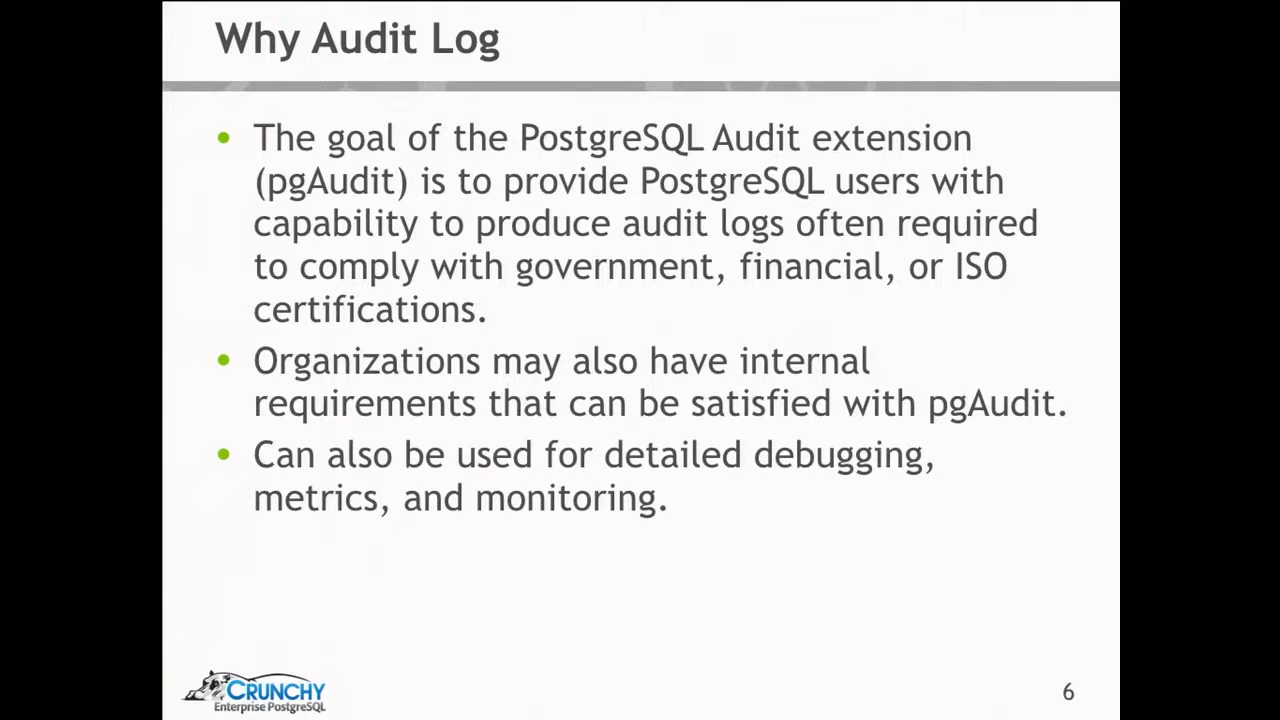 Why Audit Log
The goal of the PostgreSQL Audit extension
(pgAudit) is to provide PostgreSQL users with
capability to produce audit logs often required
to comply with government, financial, or ISO
certifications.
Organizations may also have internal
requirements that can be satisfied with pgAudit.
Can also be used for detailed debugging,
metrics, and monitoring.
CRUNCHY
Enterprise PostgreSQL
6